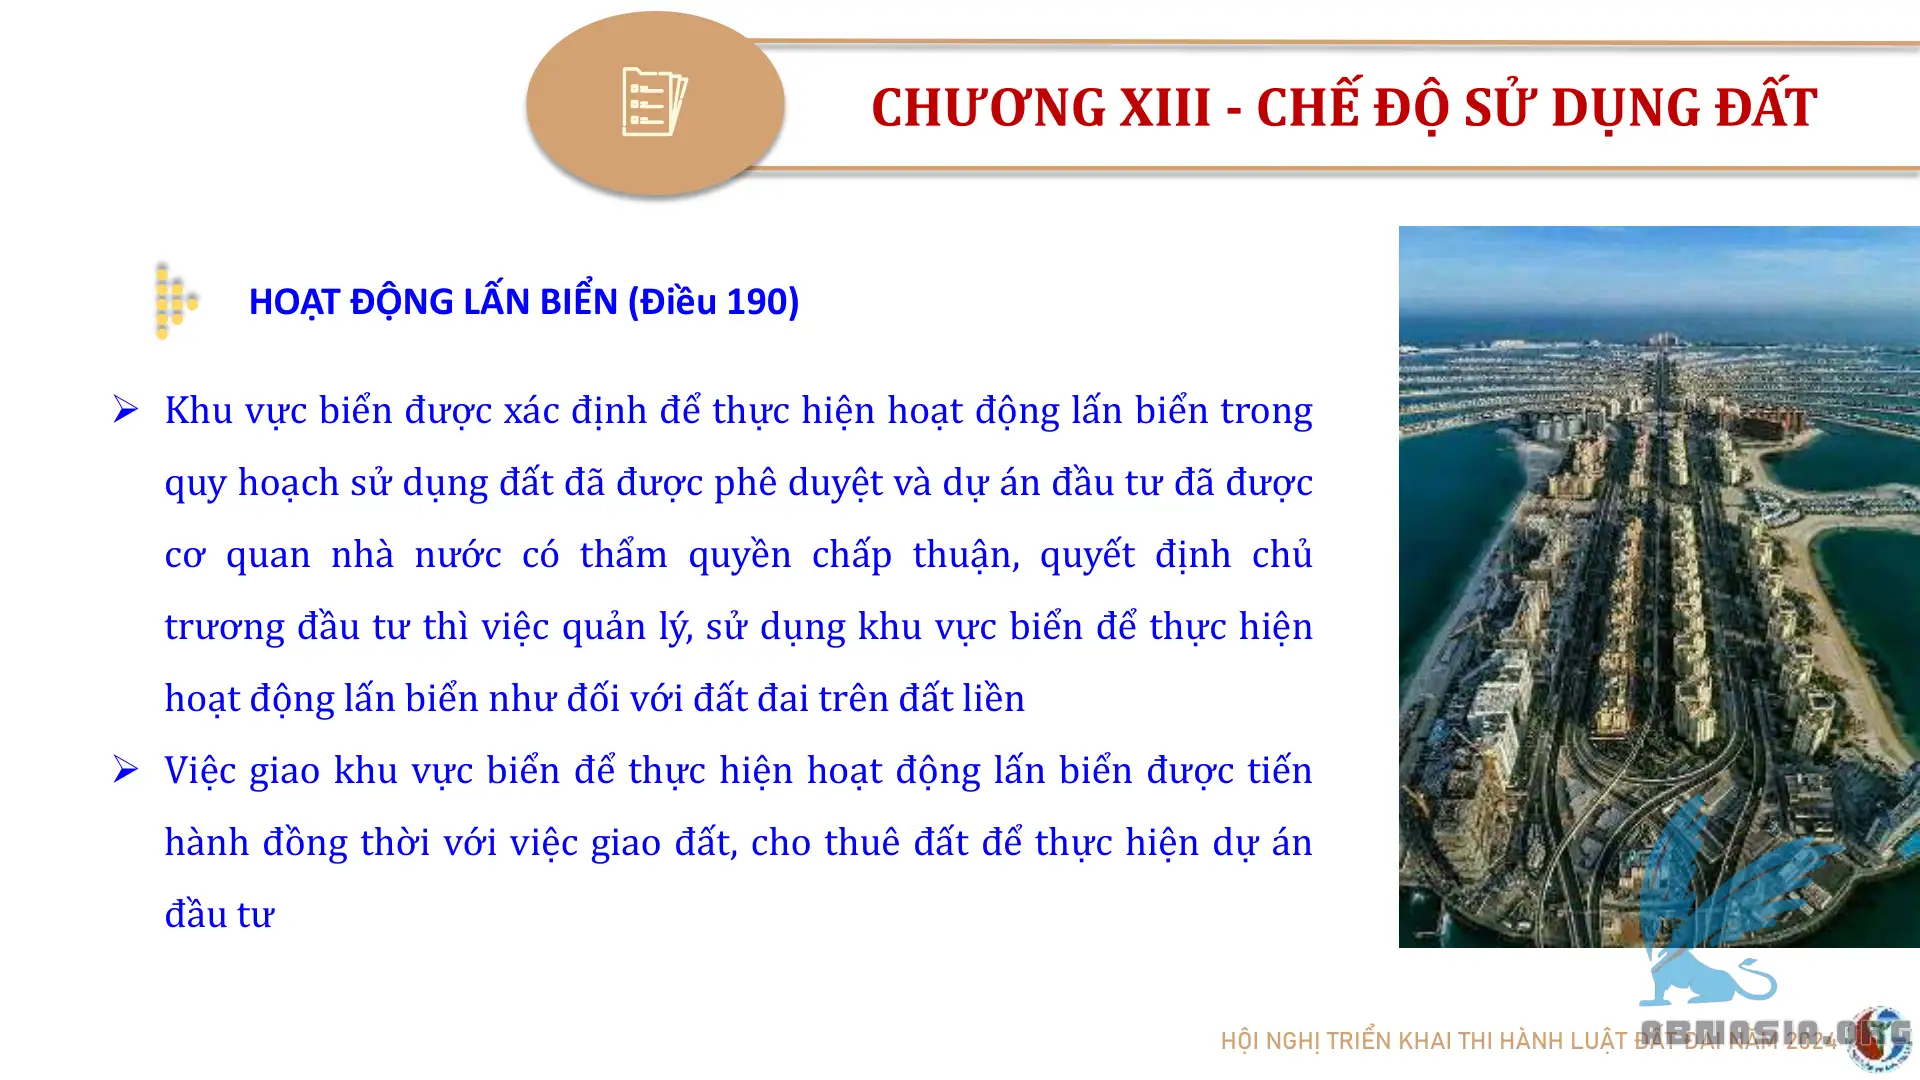 CHƯƠNG XIII - CHẾ ĐỘ SỬ DỤNG ĐẤT
HOẠT ĐỘNG LẤN BIỂN (Điều 190)
➢ Khu vực biển được xác định để thực hiện hoạt động lấn biển trong
quy hoạch sử dụng đất đã được phê duyệt và dự án đầu tư đã được
cơ quan nhà nước có thẩm quyền chấp thuận, quyết định chủ
trương đầu tư thì việc quản lý, sử dụng khu vực biển để thực hiện
hoạt động lấn biển như đối với đất đai trên đất liền
➢ Việc giao khu vực biển để thực hiện hoạt động lấn biển được tiến
hành đồng thời với việc giao đất, cho thuê đất để thực hiện dự án
đầu tư
HỘI NGHỊ TRIỂN KHAI THI HÀNH LUẬT ĐẤT ĐAI NĂM 2024
ABMASIA.ORG